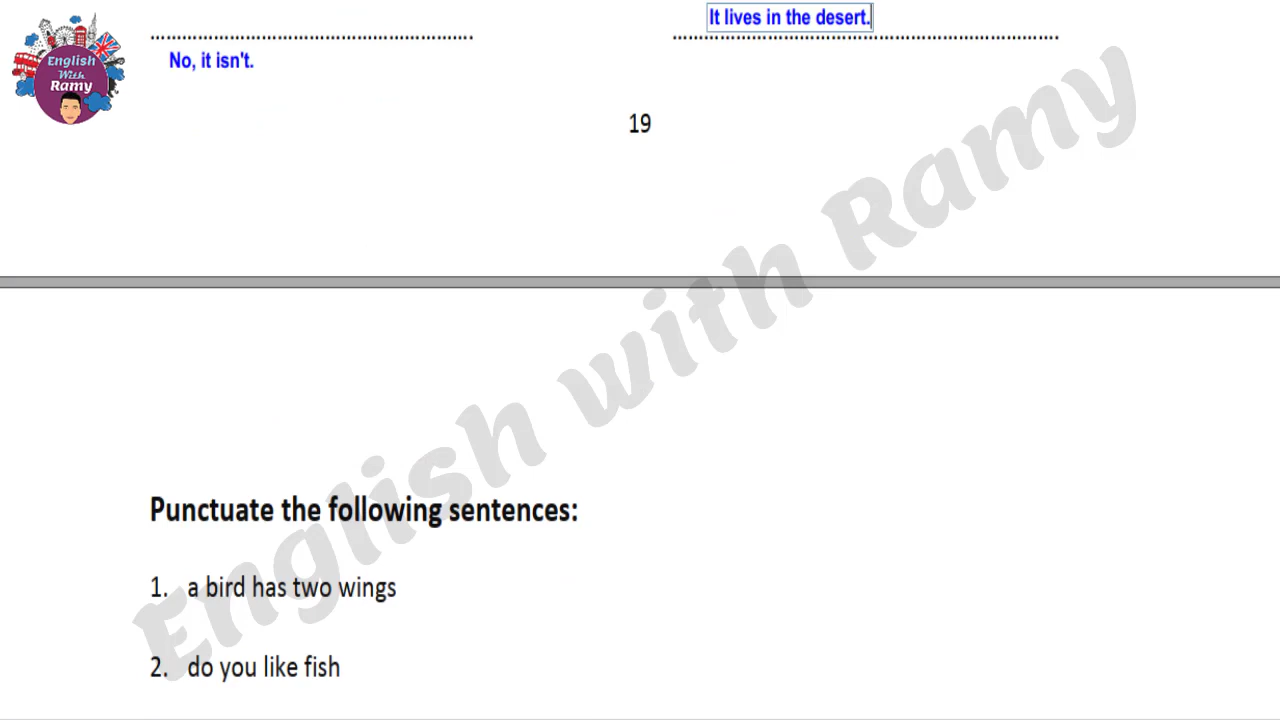 It lives in the desert.
English
With
Ramy
No, it isn't.
19
English with Ramy
Punctuate the following sentences:
1. a bird has two wings
2. do you like fish